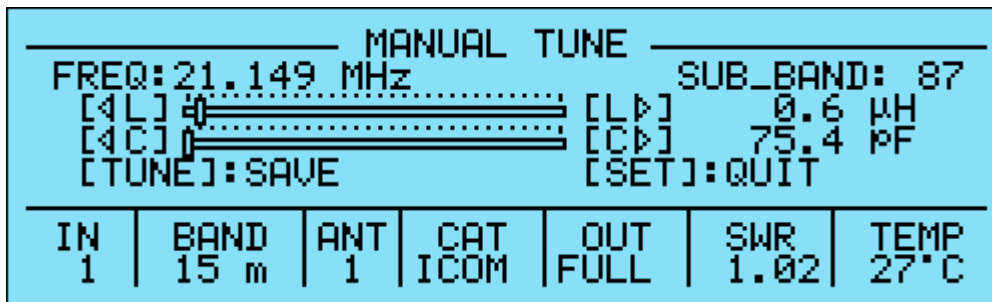 MANUAL TUNE
FREQ:21.149 MHz SUB_BAND: 87
[◁L] [L▷] 0.6 µH
[◁C] [C▷] 75.4 pF
[TUNE]:SAVE [SET]:QUIT
IN BAND ANT CAT OUT SWR TEMP
1 15 m 1 ICOM FULL 1.02 27°C